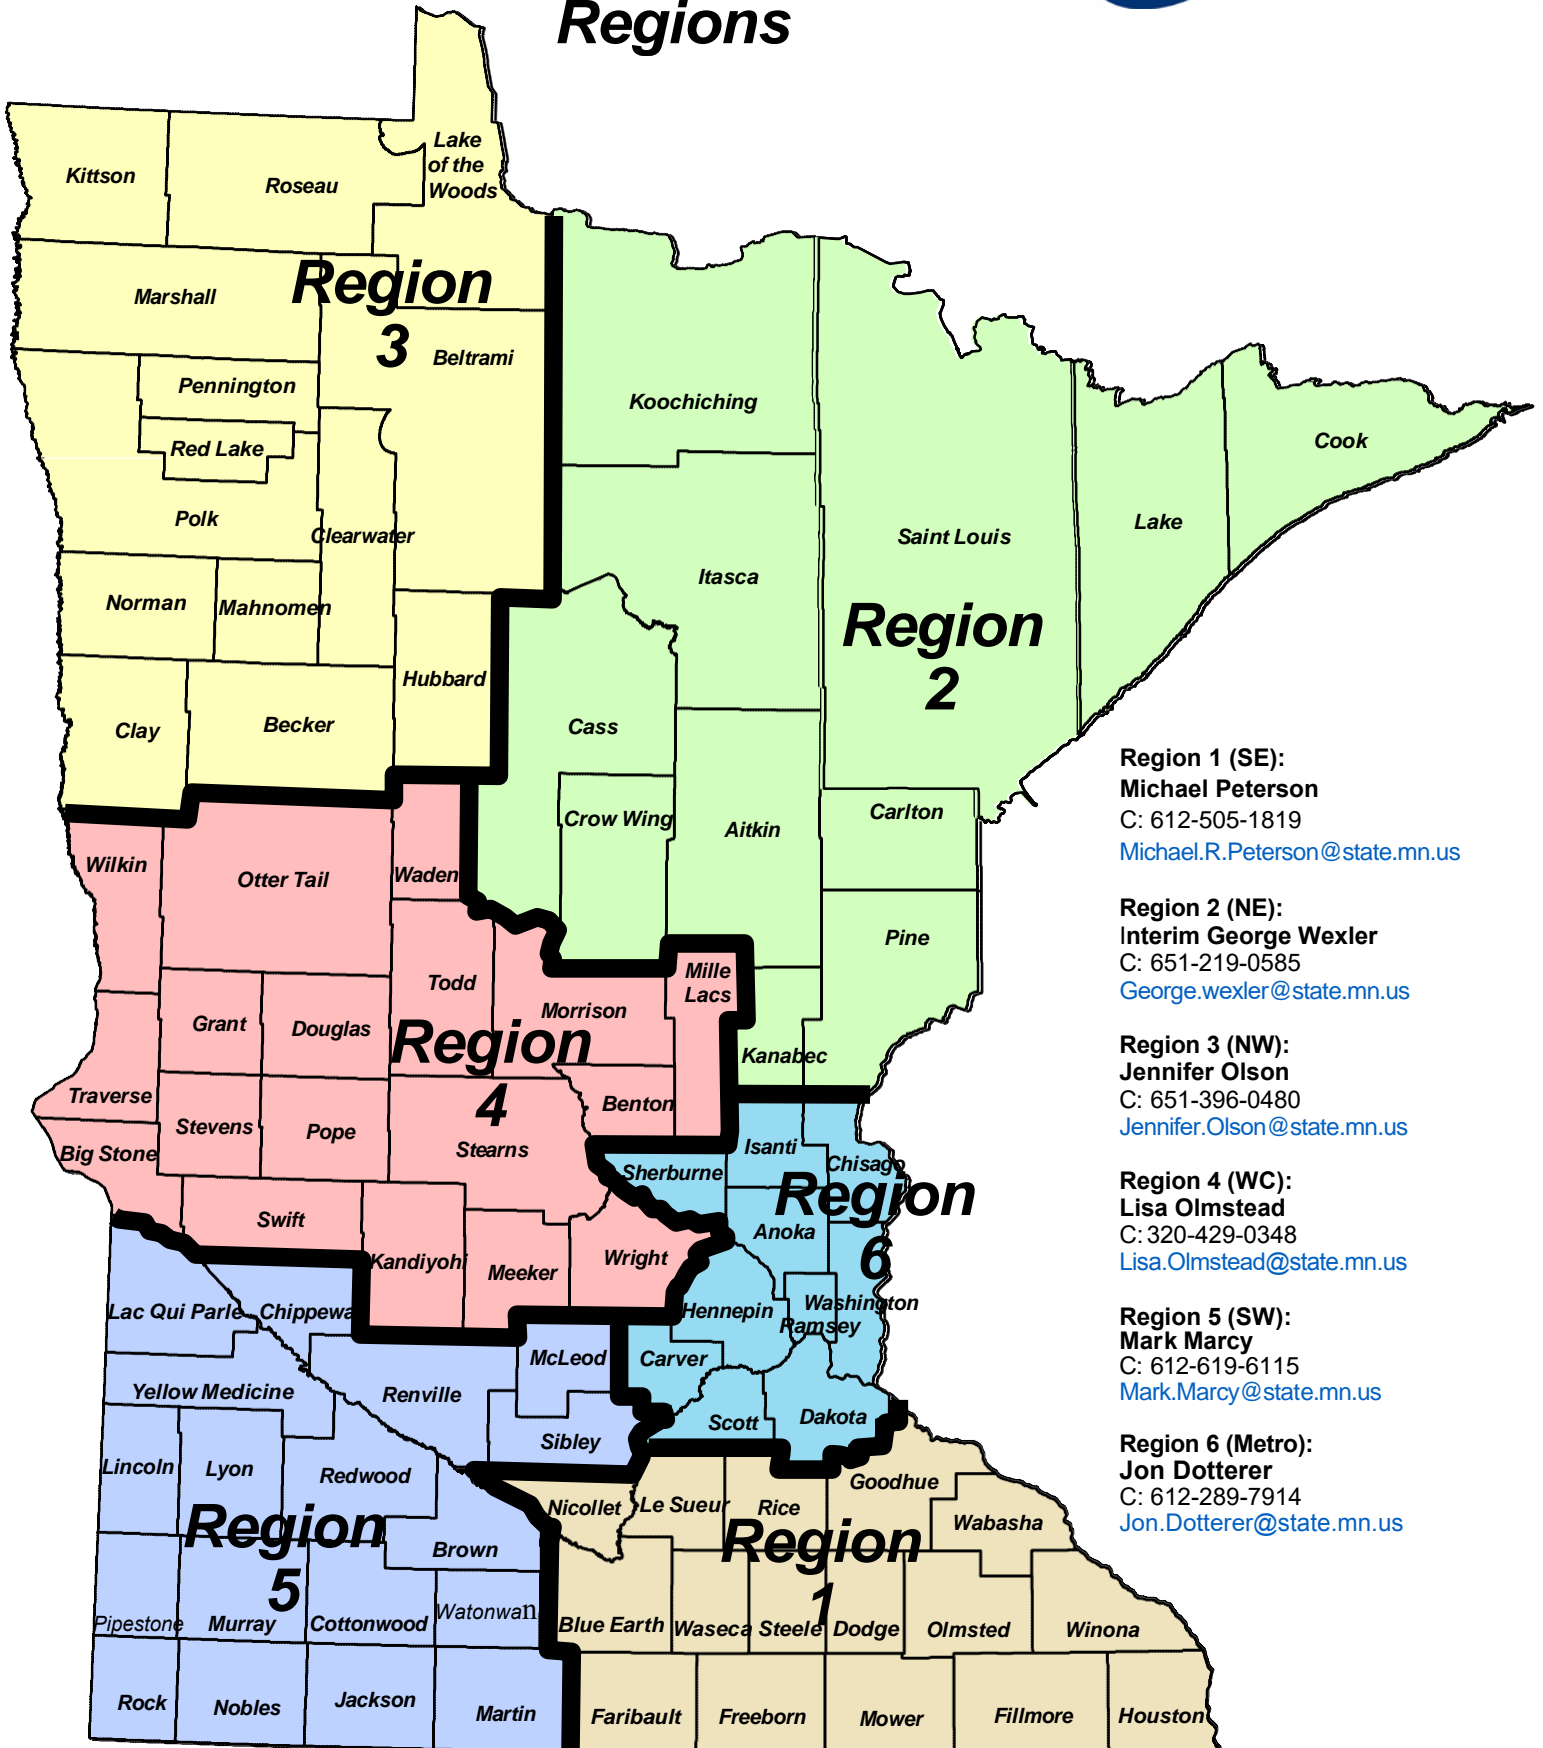 Regions
Lake
of the
Woods
Kittson
Roseau
Region
3
Marshall
Beltrami
Pennington
Koochiching
Red Lake
Cook
Polk
Lake
Clearwater
Saint Louis
Itasca
Norman
Mahnomen
Region
2
Hubbard
Cass
Clay
Becker
Crow Wing
Carlton
Aitkin
Wilkin
Otter Tail
Waden
Pine
Todd
Mille
Lacs
Morrison
Grant
Douglas
Region
4
Kanabec
Traverse
Benton
Stevens
Pope
Stearns
Big Stone
Isanti
Chisago
Sherburne
Region
6
Swift
Anoka
Kandiyohi
Meeker
Wright
Lac Qui Parle
Chippewa
Hennepin
Washington
Ramsey
McLeod
Carver
Yellow Medicine
Renville
Scott
Dakota
Sibley
Lincoln
Lyon
Redwood
Goodhue
Nicollet
Le Sueur
Rice
Wabasha
Region
5
Brown
Region
1
Pipestone
Murray
Cottonwood
Watonwan
Blue Earth
Waseca
Steele
Dodge
Olmsted
Winona
Rock
Nobles
Jackson
Martin
Faribault
Freeborn
Mower
Fillmore
Houston
Region 1 (SE):
Michael Peterson
C: 612-505-1819
Michael.R.Peterson@state.mn.us
Region 2 (NE):
Interim George Wexler
C: 651-219-0585
George.wexler@state.mn.us
Region 3 (NW):
Jennifer Olson
C: 651-396-0480
Jennifer.Olson@state.mn.us
Region 4 (WC):
Lisa Olmstead
C: 320-429-0348
Lisa.Olmstead@state.mn.us
Region 5 (SW):
Mark Marcy
C: 612-619-6115
Mark.Marcy@state.mn.us
Region 6 (Metro):
Jon Dotterer
C: 612-289-7914
Jon.Dotterer@state.mn.us